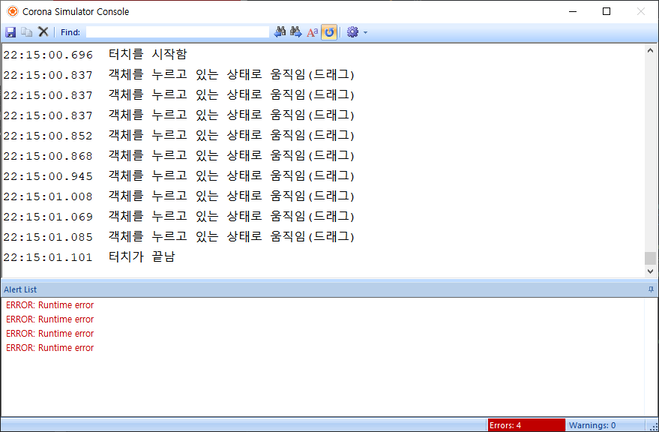 Corona Simulator Console
Find:
22:15:00.696 터치를 시작함
22:15:00.837 객체를 누르고 있는 상태로 움직임(드래그)
22:15:00.837 객체를 누르고 있는 상태로 움직임(드래그)
22:15:00.837 객체를 누르고 있는 상태로 움직임(드래그)
22:15:00.852 객체를 누르고 있는 상태로 움직임(드래그)
22:15:00.868 객체를 누르고 있는 상태로 움직임(드래그)
22:15:00.945 객체를 누르고 있는 상태로 움직임(드래그)
22:15:01.008 객체를 누르고 있는 상태로 움직임(드래그)
22:15:01.069 객체를 누르고 있는 상태로 움직임(드래그)
22:15:01.085 객체를 누르고 있는 상태로 움직임(드래그)
22:15:01.101 터치가 끝남
Alert List
ERROR: Runtime error
ERROR: Runtime error
ERROR: Runtime error
ERROR: Runtime error
Errors: 4 Warnings: 0